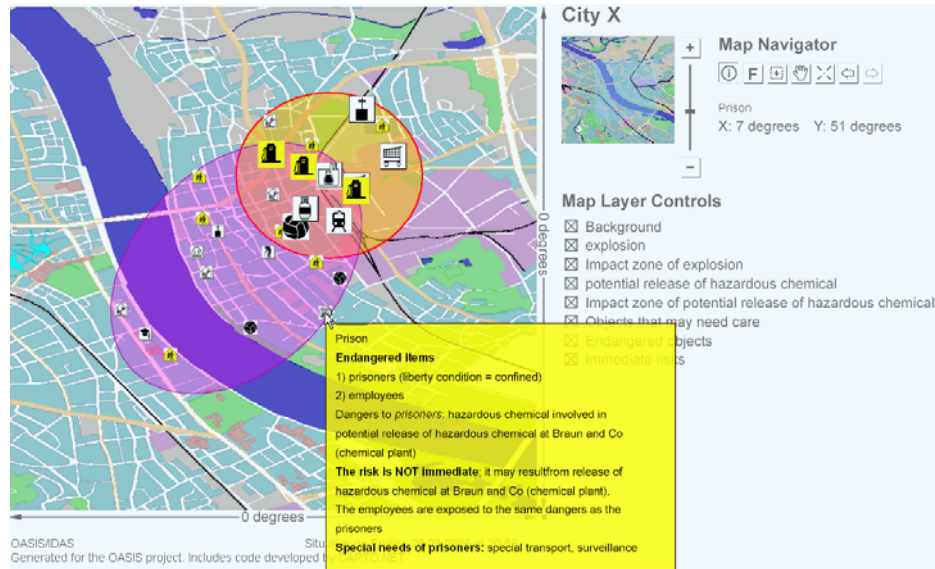 City X
+
Map Navigator
F
Prison
X: 7 degrees Y: 51 degrees
−
Map Layer Controls
Background
explosion
Impact zone of explosion
potential release of hazardous chemical
Impact zone of potential release of hazardous chemical
Objects that may need care
Endangered objects
Immediate risks
0 degrees
Prison
Endangered items
1) prisoners (liberty condition = confined)
2) employees
Dangers to prisoners: hazardous chemical involved in
potential release of hazardous chemical at Braun and Co
(chemical plant)
The risk is NOT immediate; it may resultfrom release of
hazardous chemical at Braun and Co (chemical plant).
The employees are exposed to the same dangers as the
prisoners
Special needs of prisoners: special transport, surveillance
0 degrees
OASIS/IDAS
Generated for the OASIS project. Includes code developed by CARTO.NET